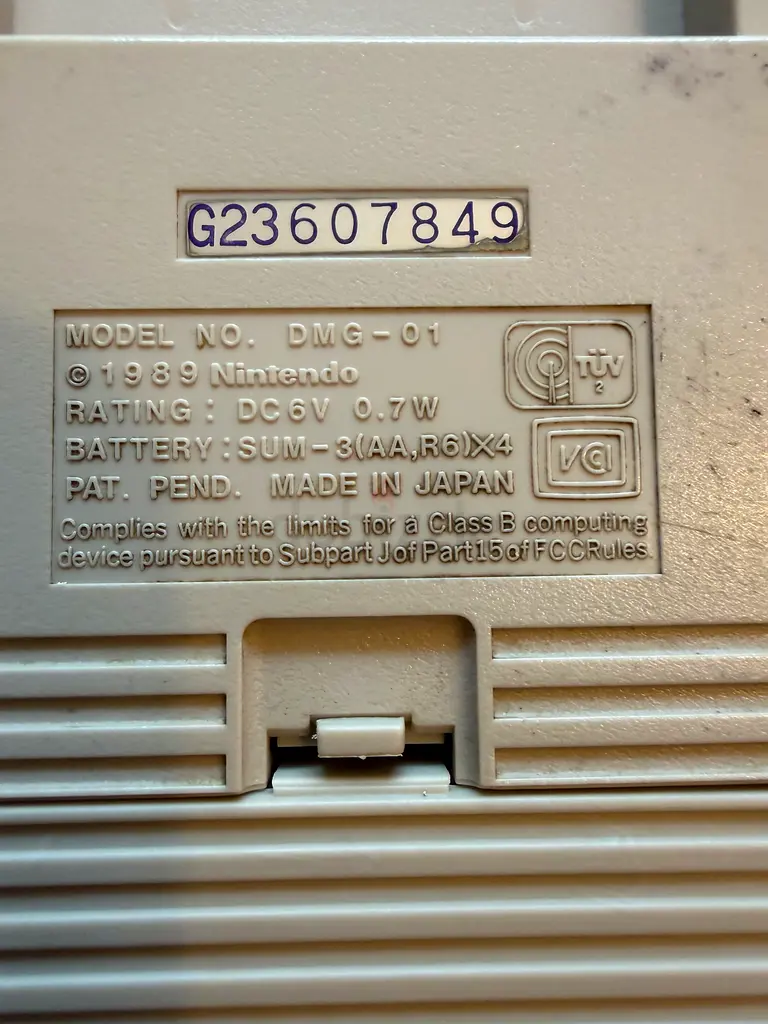 G23607849
MODEL NO. DMG-01
© 1989 Nintendo
RATING : DC6V 0.7W
BATTERY : SUM-3(AA,R6)X4
PAT. PEND. MADE IN JAPAN
TÜV
2
VCI
Complies with the limits for a Class B computing
device pursuant to Subpart J of Part 15 of FCC Rules.